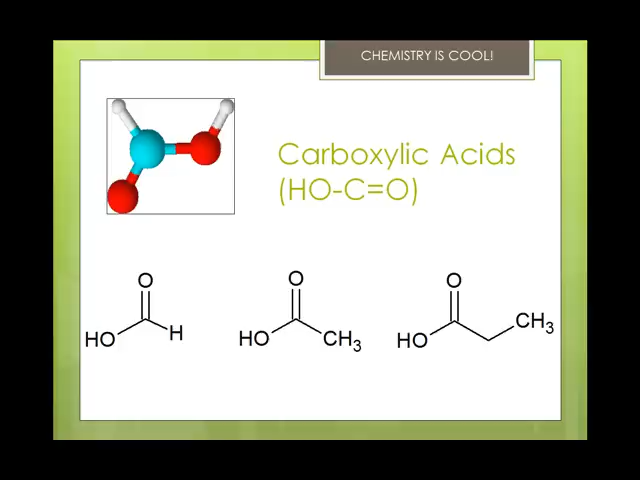 CHEMISTRY IS COOL!
Carboxylic Acids
(HO-C=O)
O
HO
H
O
HO
CH3
O
HO
CH3